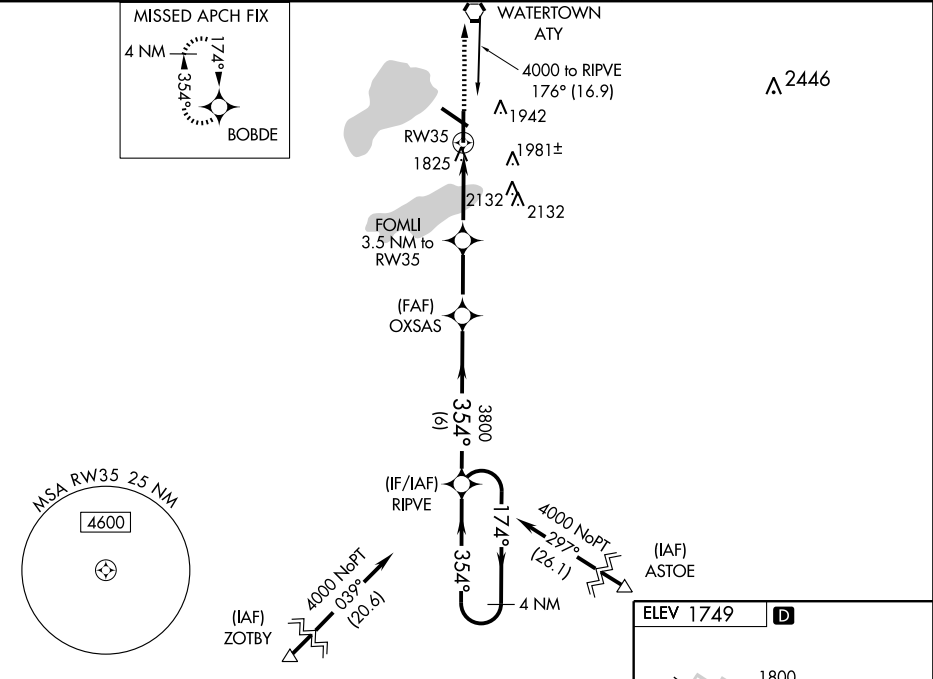 MISSED APCH FIX
4 NM
174°
354°
BOBDE
WATERTOWN
ATY
4000 to RIPVE
176° (16.9)
2446
1942
RW35
1825
1981±
2132
2132
FOMLI
3.5 NM to
RW35
(FAF)
OXSAS
3800
354°
(6)
(IF/IAF)
RIPVE
174°
354°
4 NM
MSA RW35 25 NM
4600
4000 NoPT
039°
(20.6)
(IAF)
ZOTBY
4000 NoPT
297°
(26.1)
(IAF)
ASTOE
ELEV 1749
D
1800